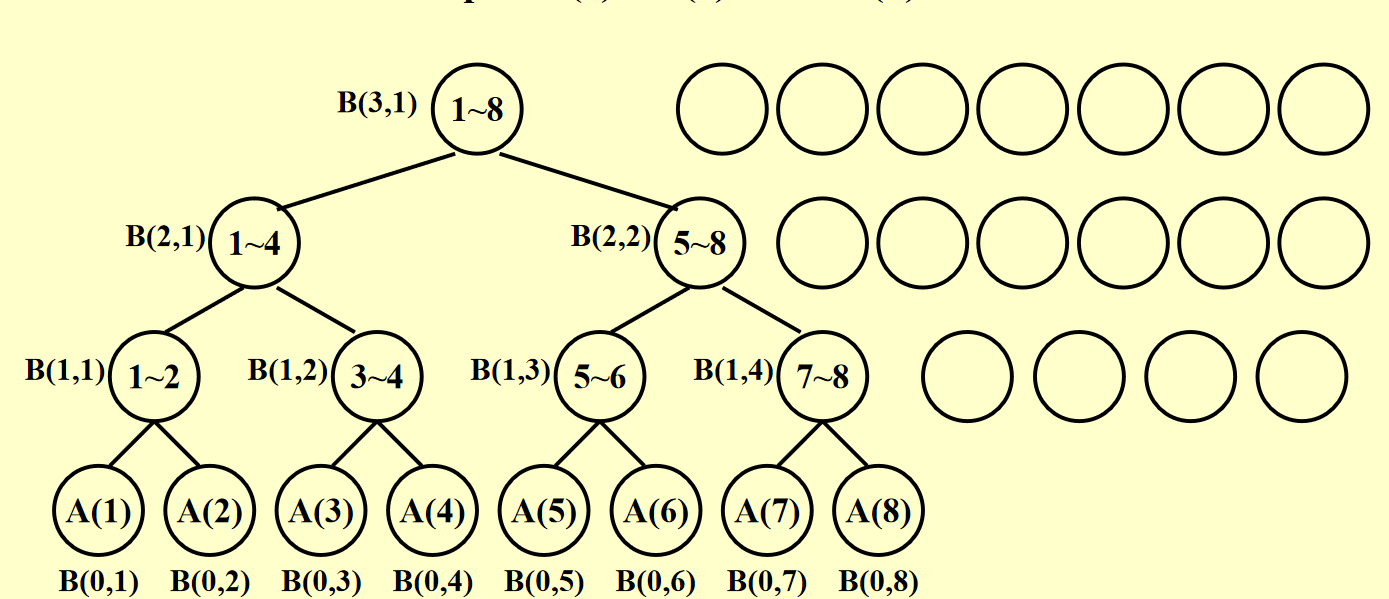 B(3,1) 1~8
B(2,1) 1~4 B(2,2) 5~8
B(1,1) 1~2 B(1,2) 3~4 B(1,3) 5~6 B(1,4) 7~8
A(1) A(2) A(3) A(4) A(5) A(6) A(7) A(8)
B(0,1) B(0,2) B(0,3) B(0,4) B(0,5) B(0,6) B(0,7) B(0,8)